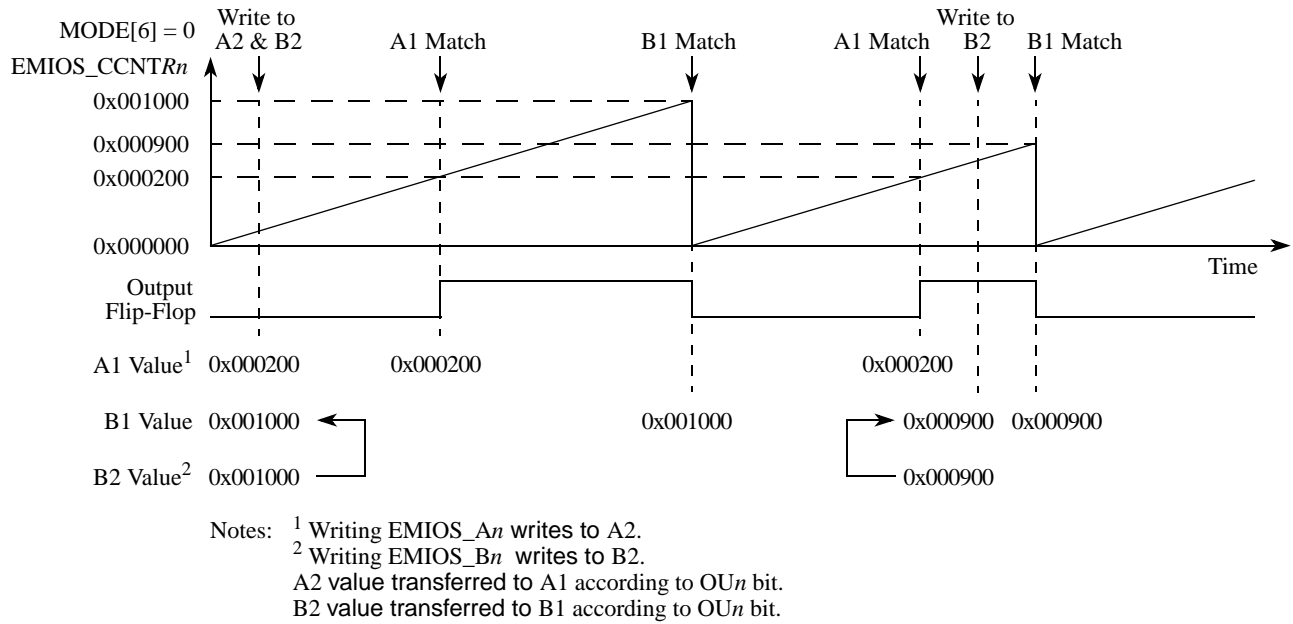 MODE[6] = 0
Write to
A2 & B2
A1 Match
B1 Match
A1 Match
Write to
B2
B1 Match
EMIOS_CCNTRn
0x001000
0x000900
0x000200
0x000000
Time
Output
Flip-Flop
A1 Value1 0x000200 0x000200 0x000200
B1 Value 0x001000 0x001000 0x000900 0x000900
B2 Value2 0x001000 0x000900
Notes: 1 Writing EMIOS_An writes to A2.
2 Writing EMIOS_Bn writes to B2.
A2 value transferred to A1 according to OUn bit.
B2 value transferred to B1 according to OUn bit.